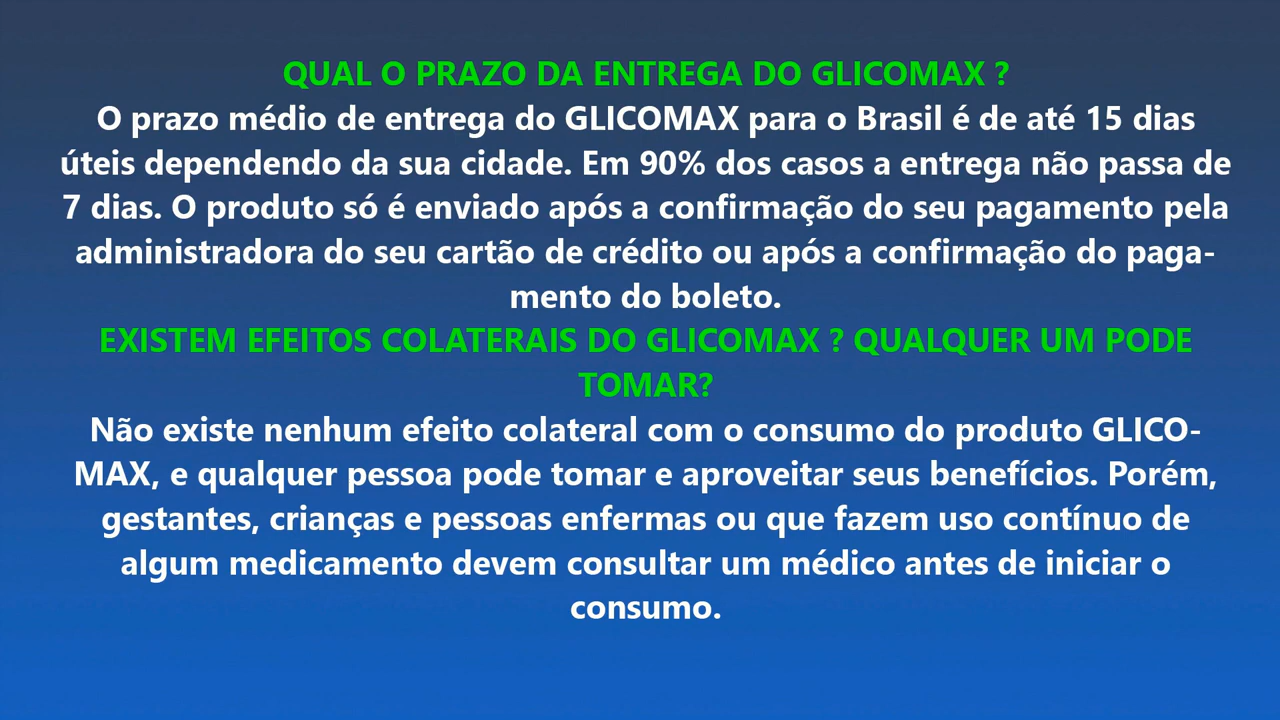 QUAL O PRAZO DA ENTREGA DO GLICOMAX ?
O prazo médio de entrega do GLICOMAX para o Brasil é de até 15 dias
úteis dependendo da sua cidade. Em 90% dos casos a entrega não passa de
7 dias. O produto só é enviado após a confirmação do seu pagamento pela
administradora do seu cartão de crédito ou após a confirmação do paga-
mento do boleto.
EXISTEM EFEITOS COLATERAIS DO GLICOMAX ? QUALQUER UM PODE
TOMAR?
Não existe nenhum efeito colateral com o consumo do produto GLICO-
MAX, e qualquer pessoa pode tomar e aproveitar seus benefícios. Porém,
gestantes, crianças e pessoas enfermas ou que fazem uso contínuo de
algum medicamento devem consultar um médico antes de iniciar o
consumo.